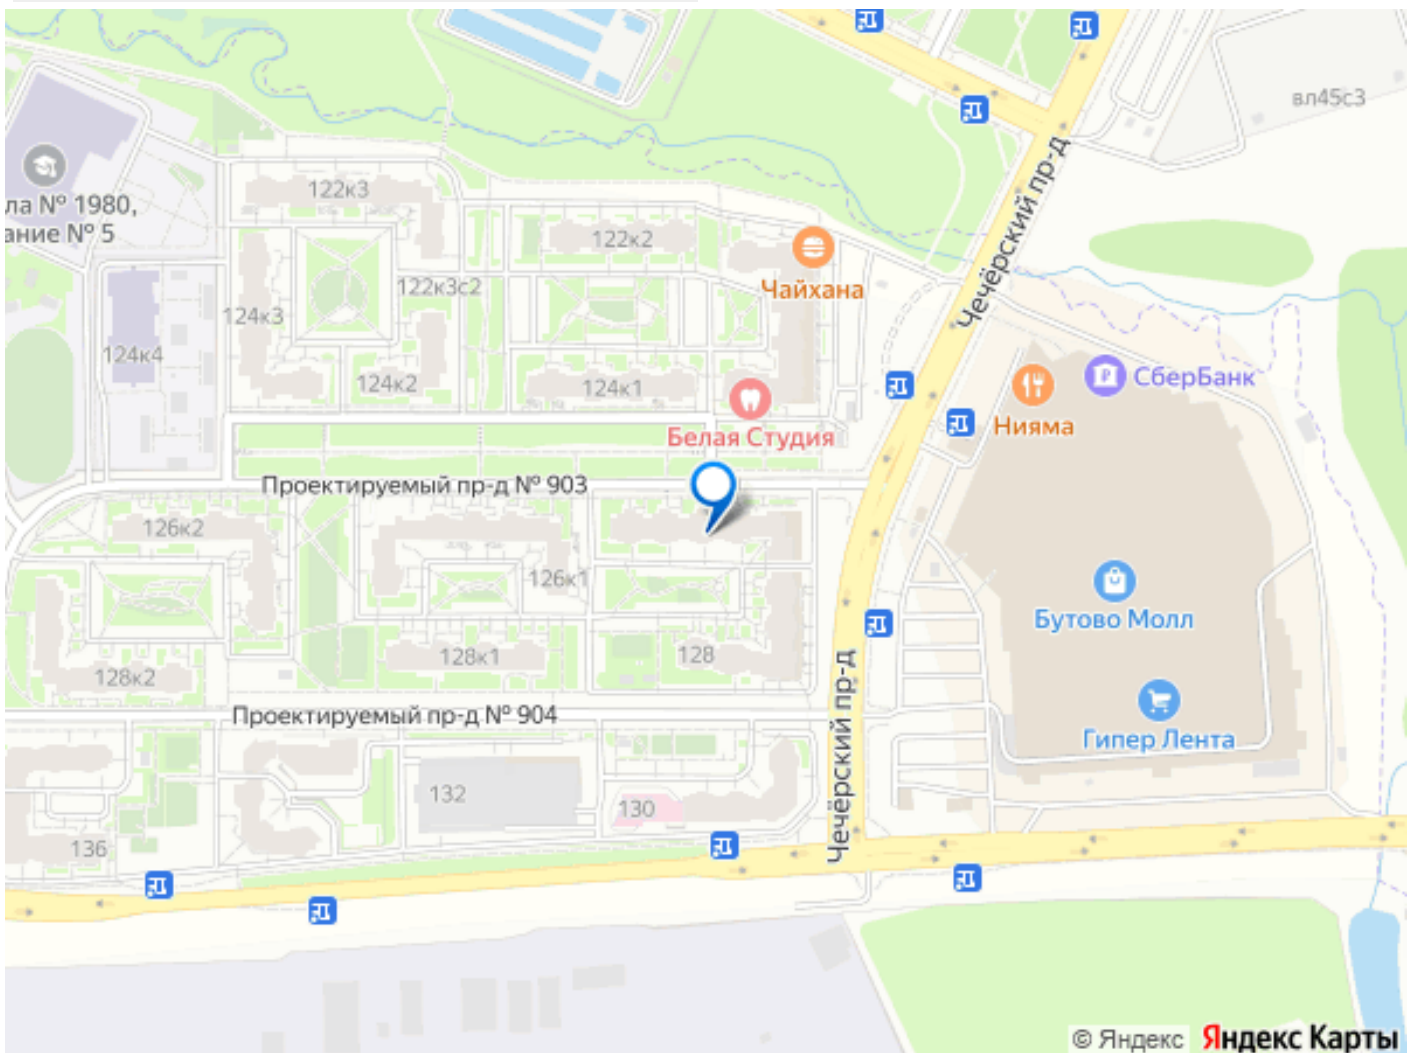 вл45с3
Чечёрский пр-д
122к3
ла № 1980,
ание № 5
122к2
122к3с2
Чайхана
124к3
124к4
124к2
124к1
СберБанк
Нияма
Белая Студия
Проектируемый пр-д № 903
126к2
126к1
Бутово Молл
128к2
128к1
128
Чечёрский пр-д
Проектируемый пр-д № 904
Гипер Лента
132
130
136
© Яндекс Яндекс Карты